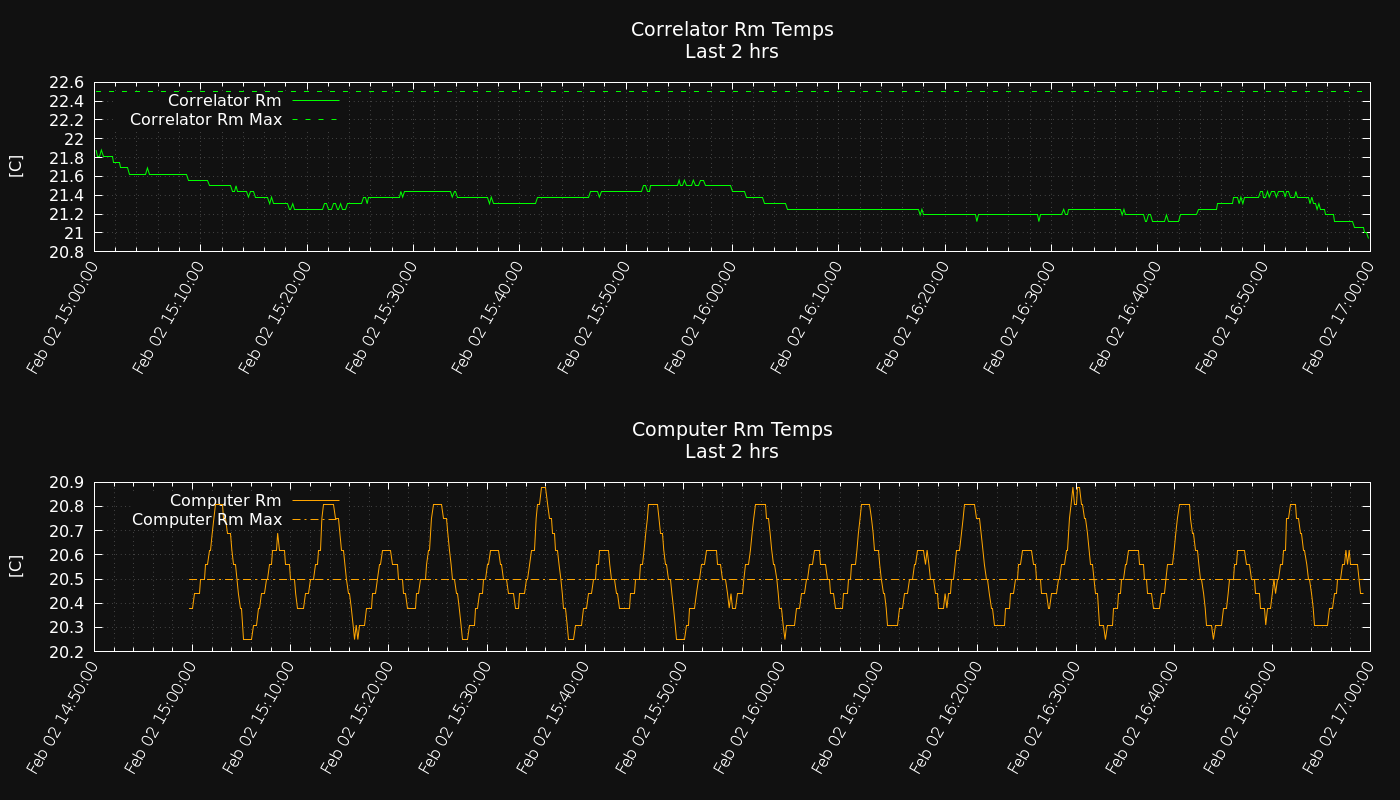 Correlator Rm Temps
Last 2 hrs
[C]
22.6
22.4
22.2
22
21.8
21.6
21.4
21.2
21
20.8
Correlator Rm
Correlator Rm Max
Feb 02 15:00:00
Feb 02 15:10:00
Feb 02 15:20:00
Feb 02 15:30:00
Feb 02 15:40:00
Feb 02 15:50:00
Feb 02 16:00:00
Feb 02 16:10:00
Feb 02 16:20:00
Feb 02 16:30:00
Feb 02 16:40:00
Feb 02 16:50:00
Feb 02 17:00:00
Computer Rm Temps
Last 2 hrs
[C]
20.9
20.8
20.7
20.6
20.5
20.4
20.3
20.2
Computer Rm
Computer Rm Max
Feb 02 14:50:00
Feb 02 15:00:00
Feb 02 15:10:00
Feb 02 15:20:00
Feb 02 15:30:00
Feb 02 15:40:00
Feb 02 15:50:00
Feb 02 16:00:00
Feb 02 16:10:00
Feb 02 16:20:00
Feb 02 16:30:00
Feb 02 16:40:00
Feb 02 16:50:00
Feb 02 17:00:00